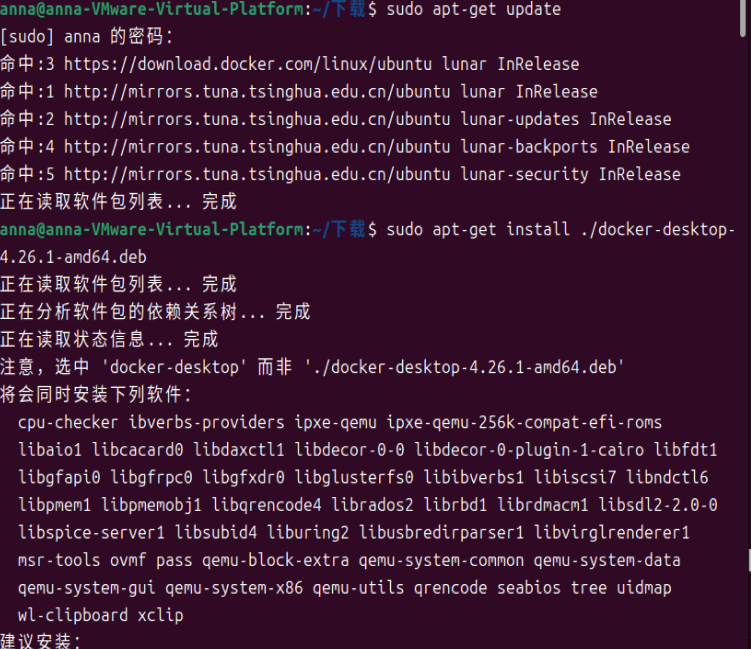 anna@anna-VMware-Virtual-Platform:~/下载$ sudo apt-get update
[sudo] anna 的密码：
命中:3 https://download.docker.com/linux/ubuntu lunar InRelease
命中:1 http://mirrors.tuna.tsinghua.edu.cn/ubuntu lunar InRelease
命中:2 http://mirrors.tuna.tsinghua.edu.cn/ubuntu lunar-updates InRelease
命中:4 http://mirrors.tuna.tsinghua.edu.cn/ubuntu lunar-backports InRelease
命中:5 http://mirrors.tuna.tsinghua.edu.cn/ubuntu lunar-security InRelease
正在读取软件包列表... 完成
anna@anna-VMware-Virtual-Platform:~/下载$ sudo apt-get install ./docker-desktop-
4.26.1-amd64.deb
正在读取软件包列表... 完成
正在分析软件包的依赖关系树... 完成
正在读取状态信息... 完成
注意，选中 'docker-desktop' 而非 './docker-desktop-4.26.1-amd64.deb'
将会同时安装下列软件：
cpu-checker ibverbs-providers ipxe-qemu ipxe-qemu-256k-compat-efi-roms
libaio1 libcacard0 libdaxctl1 libdecor-0-0 libdecor-0-plugin-1-cairo libfdt1
libgfapi0 libgfrpc0 libgfxdr0 libglusterfs0 libibverbs1 libiscsi7 libndctl6
libpmem1 libpmemobj1 libqrencode4 librados2 librbd1 librdmacm1 libsdl2-2.0-0
libspice-server1 libsubid4 liburing2 libusbredirparser1 libvirglrenderer1
msr-tools ovmf pass qemu-block-extra qemu-system-common qemu-system-data
qemu-system-gui qemu-system-x86 qemu-utils qrencode seabios tree uidmap
wl-clipboard xclip
建议安装：